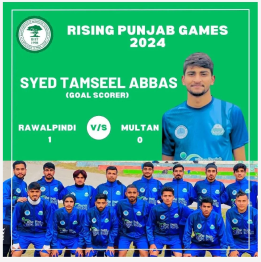 RISING PUNJAB GAMES
2024
SYED TAMSEEL ABBAS
(GOAL SCORER)
RAWALPINDI V/S MULTAN
1 0